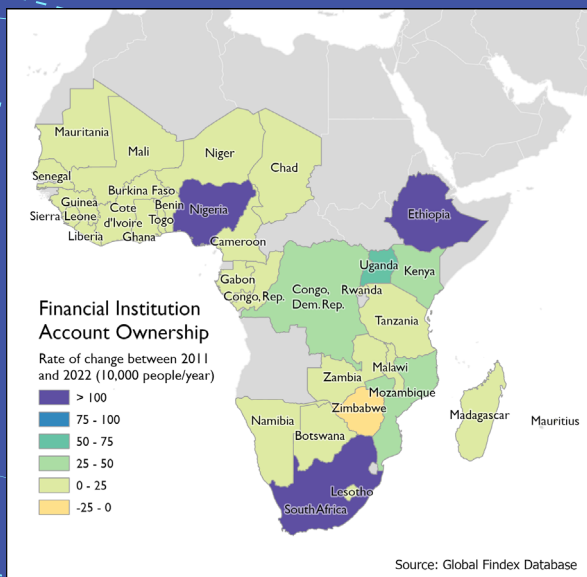 Mauritania
Mali
Niger
Chad
Senegal
Burkina Faso
Guinea
Benin
Nigeria
Ethiopia
Sierra Leone
Cote
d'Ivoire
Togo
Liberia
Ghana
Cameroon
Uganda
Kenya
Gabon
Congo, Rep.
Congo,
Dem. Rep.
Rwanda
Tanzania
Financial Institution
Account Ownership
Rate of change between 2011
and 2022 (10,000 people/year)
> 100
75 - 100
50 - 75
25 - 50
0 - 25
-25 - 0
Malawi
Zambia
Mozambique
Zimbabwe
Namibia
Botswana
Madagascar
Mauritius
Lesotho
South Africa
Source: Global Findex Database